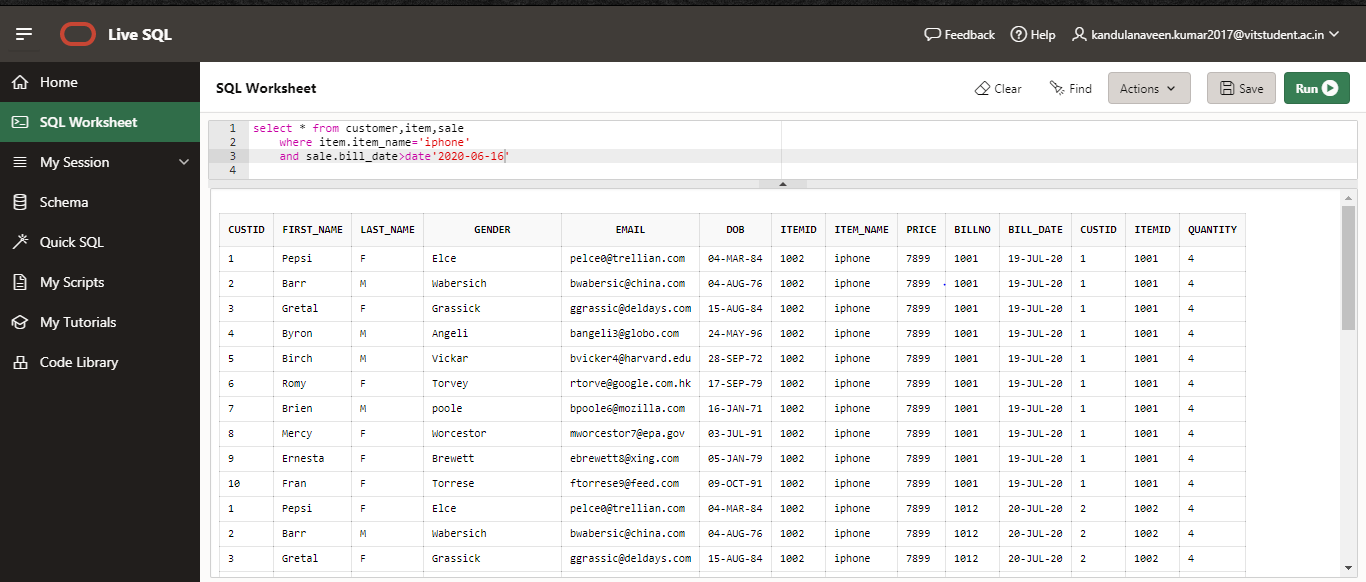 Live SQL
Feedback
Help
kandulanaveen.kumar2017@vitstudent.ac.in
Home
SQL Worksheet
My Session
Schema
Quick SQL
My Scripts
My Tutorials
Code Library
SQL Worksheet
Clear
Find
Actions
Save
Run
1 select * from customer,item,sale
2 where item.item_name='iphone'
3 and sale.bill_date>date'2020-06-16'
4
CUSTID FIRST_NAME LAST_NAME GENDER EMAIL DOB ITEMID ITEM_NAME PRICE BILLNO BILL_DATE CUSTID ITEMID QUANTITY
1 Pepsi F Elce pelce0@trellian.com 04-MAR-84 1002 iphone 7899 1001 19-JUL-20 1 1001 4
2 Barr M Wabersich bwabersic@china.com 04-AUG-76 1002 iphone 7899 1001 19-JUL-20 1 1001 4
3 Gretal F Grassick ggrassic@deldays.com 15-AUG-84 1002 iphone 7899 1001 19-JUL-20 1 1001 4
4 Byron M Angeli bangeli3@globo.com 24-MAY-96 1002 iphone 7899 1001 19-JUL-20 1 1001 4
5 Birch M Vickar bvicker4@harvard.edu 28-SEP-72 1002 iphone 7899 1001 19-JUL-20 1 1001 4
6 Romy F Torvey rtorve@google.com.hk 17-SEP-79 1002 iphone 7899 1001 19-JUL-20 1 1001 4
7 Brien M poole bpoole6@mozilla.com 16-JAN-71 1002 iphone 7899 1001 19-JUL-20 1 1001 4
8 Mercy F Worcestor mworcestor7@epa.gov 03-JUL-91 1002 iphone 7899 1001 19-JUL-20 1 1001 4
9 Ernesta F Brewett ebrewett8@xing.com 05-JAN-79 1002 iphone 7899 1001 19-JUL-20 1 1001 4
10 Fran F Torrese ftorrese9@feed.com 09-OCT-91 1002 iphone 7899 1001 19-JUL-20 1 1001 4
1 Pepsi F Elce pelce0@trellian.com 04-MAR-84 1002 iphone 7899 1012 20-JUL-20 2 1002 4
2 Barr M Wabersich bwabersic@china.com 04-AUG-76 1002 iphone 7899 1012 20-JUL-20 2 1002 4
3 Gretal F Grassick ggrassic@deldays.com 15-AUG-84 1002 iphone 7899 1012 20-JUL-20 2 1002 4